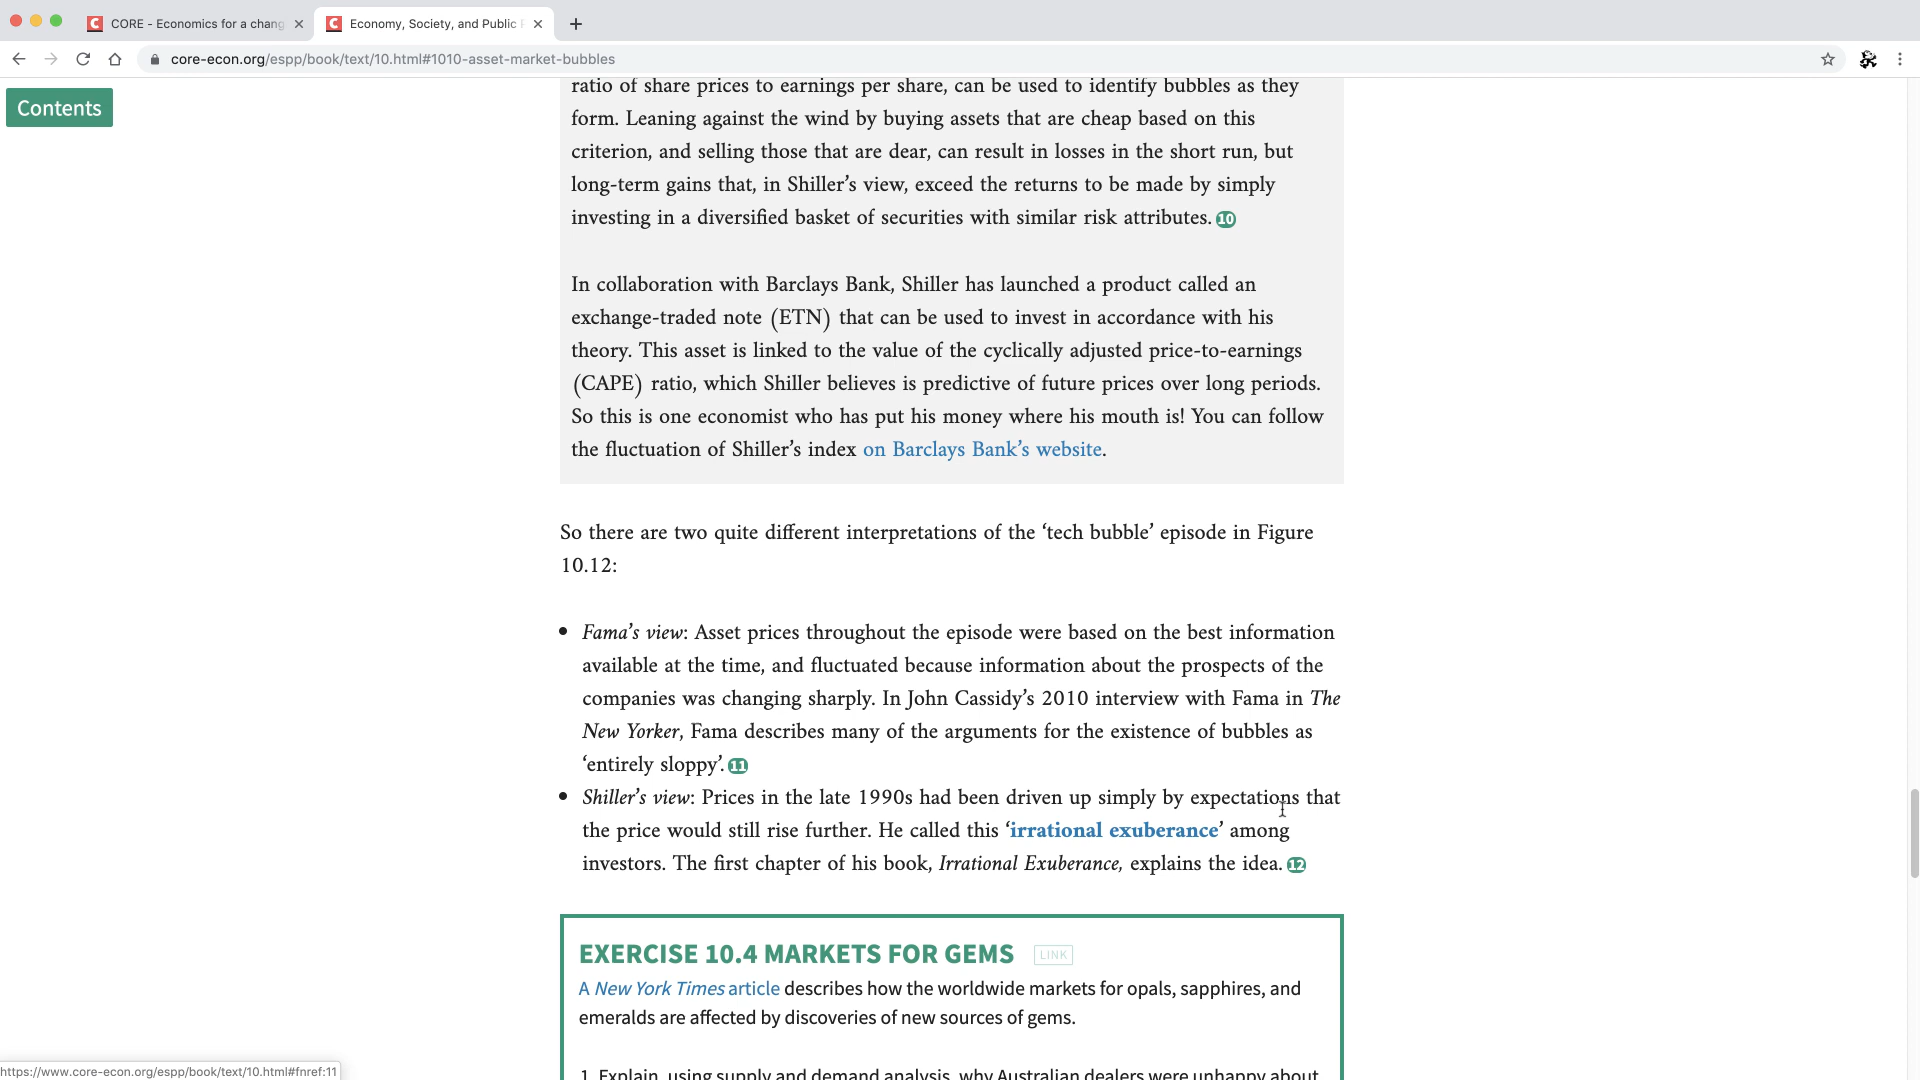 CORE - Economics for a chang
Economy, Society, and Public P
core-econ.org/espp/book/text/10.html#1010-asset-market-bubbles
Contents
ratio of share prices to earnings per share, can be used to identify bubbles as they
form. Leaning against the wind by buying assets that are cheap based on this
criterion, and selling those that are dear, can result in losses in the short run, but
long-term gains that, in Shiller’s view, exceed the returns to be made by simply
investing in a diversified basket of securities with similar risk attributes. 10
In collaboration with Barclays Bank, Shiller has launched a product called an
exchange-traded note (ETN) that can be used to invest in accordance with his
theory. This asset is linked to the value of the cyclically adjusted price-to-earnings
(CAPE) ratio, which Shiller believes is predictive of future prices over long periods.
So this is one economist who has put his money where his mouth is! You can follow
the fluctuation of Shiller’s index on Barclays Bank’s website.
So there are two quite different interpretations of the ‘tech bubble’ episode in Figure
10.12:
• Fama’s view: Asset prices throughout the episode were based on the best information
available at the time, and fluctuated because information about the prospects of the
companies was changing sharply. In John Cassidy’s 2010 interview with Fama in The
New Yorker, Fama describes many of the arguments for the existence of bubbles as
‘entirely sloppy’. 11
• Shiller’s view: Prices in the late 1990s had been driven up simply by expectations that
the price would still rise further. He called this ‘irrational exuberance’ among
investors. The first chapter of his book, Irrational Exuberance, explains the idea. 12
EXERCISE 10.4 MARKETS FOR GEMS LINK
A New York Times article describes how the worldwide markets for opals, sapphires, and
emeralds are affected by discoveries of new sources of gems.
1. Explain, using supply and demand analysis, why Australian dealers were unhappy about
https://www.core-econ.org/espp/book/text/10.html#fnref:11